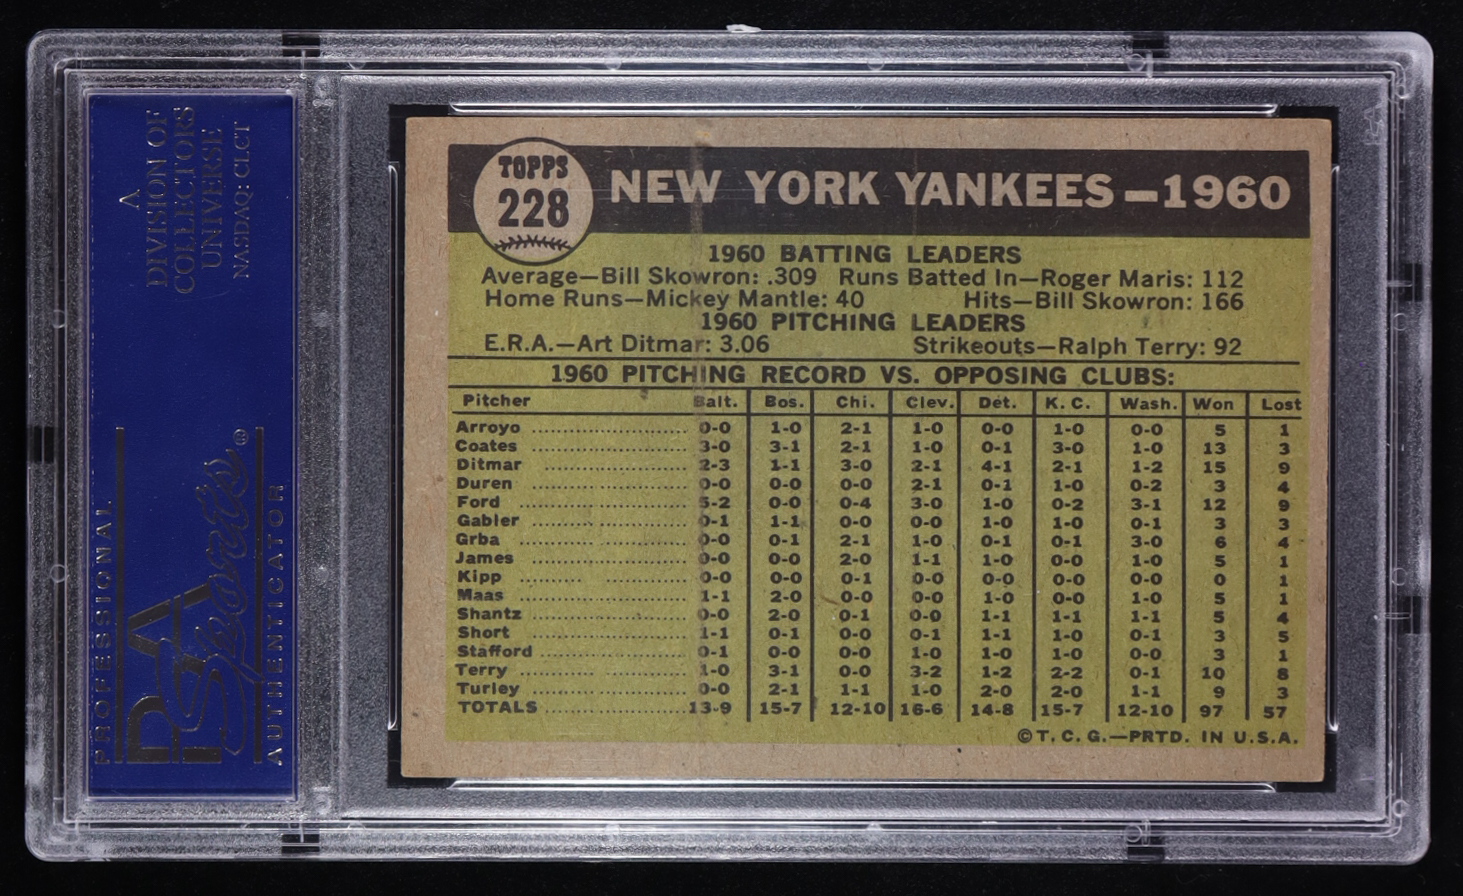 A
DIVISION OF
COLLECTORS
UNIVERSE
NASDAQ: CLCT
PROFESSIONAL
PSA
Sports®
AUTHENTICATOR
TOPPS
228
NEW YORK YANKEES—1960
1960 BATTING LEADERS
Average—Bill Skowron: .309 Runs Batted In—Roger Maris: 112
Home Runs—Mickey Mantle: 40 Hits—Bill Skowron: 166
1960 PITCHING LEADERS
E.R.A.—Art Ditmar: 3.06 Strikeouts—Ralph Terry: 92
1960 PITCHING RECORD VS. OPPOSING CLUBS:
Pitcher Balt. Bos. Chi. Clev. Det. K. C. Wash. Won Lost
Arroyo 0-0 1-0 2-1 1-0 0-0 1-0 0-0 5 1
Coates 3-0 3-1 2-1 1-0 0-1 3-0 1-0 13 3
Ditmar 2-3 1-1 3-0 2-1 4-1 2-1 1-2 15 9
Duren 0-0 0-0 0-0 2-1 0-1 1-0 0-2 3 4
Ford 5-2 0-0 0-4 3-0 1-0 0-2 3-1 12 9
Gabler 0-1 1-1 0-0 0-0 1-0 1-0 0-1 3 3
Grba 0-0 0-1 2-1 1-0 0-1 0-1 3-0 6 4
James 0-0 0-0 2-0 1-1 1-0 0-0 1-0 5 1
Kipp 0-0 0-0 0-1 0-0 0-0 0-0 0-0 0 1
Maas 1-1 2-0 0-0 0-0 1-0 0-0 1-0 5 1
Shantz 0-0 2-0 0-1 0-0 1-1 1-1 1-1 5 4
Short 1-1 0-1 0-0 0-1 1-1 1-0 0-1 3 5
Stafford 0-1 0-0 0-0 1-0 1-0 1-0 0-0 3 1
Terry 1-0 3-1 0-0 3-2 1-2 2-2 0-1 10 8
Turley 0-0 2-1 1-1 1-0 2-0 2-0 1-1 9 3
TOTALS 13-9 15-7 12-10 16-6 14-8 15-7 12-10 97 57
©T. C. G.—PRTD. IN U.S.A.